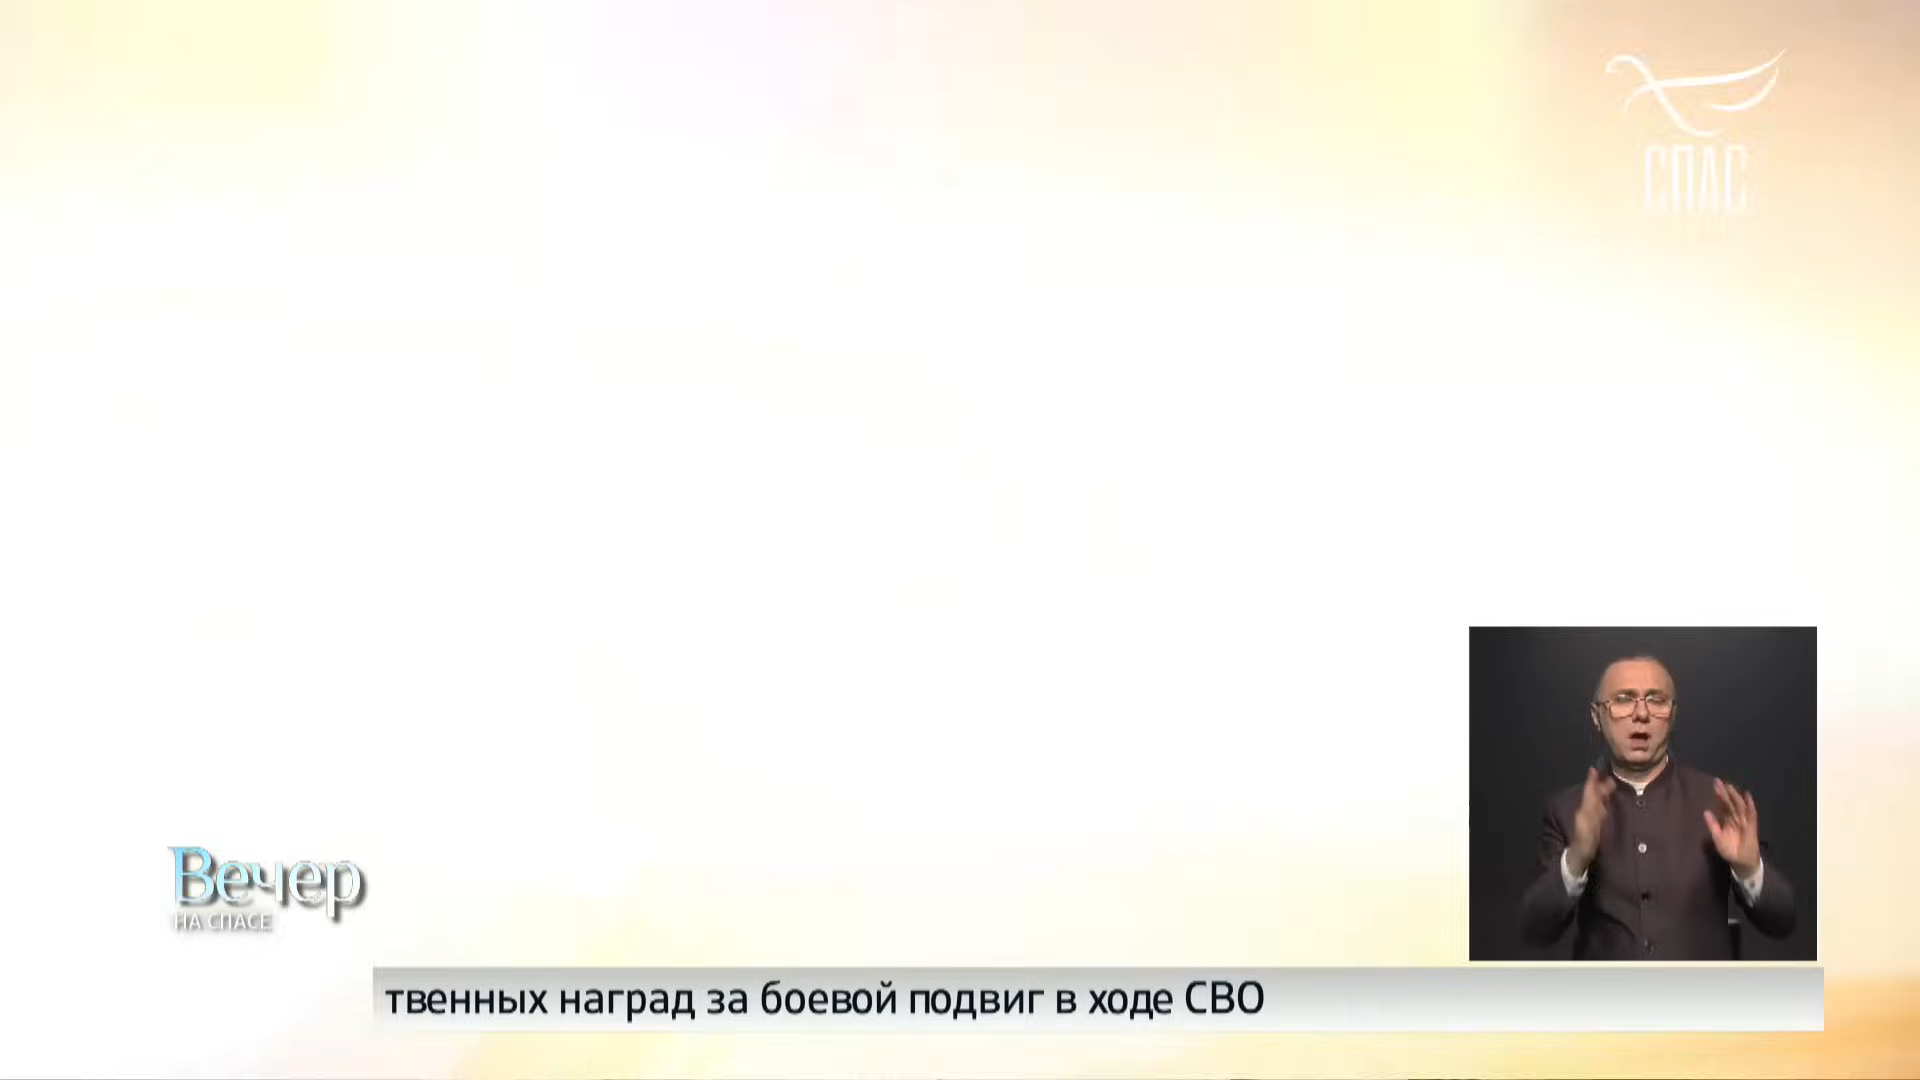 СПАС
Вечер
НА СПАСЕ
твенных наград за боевой подвиг в ходе СВО